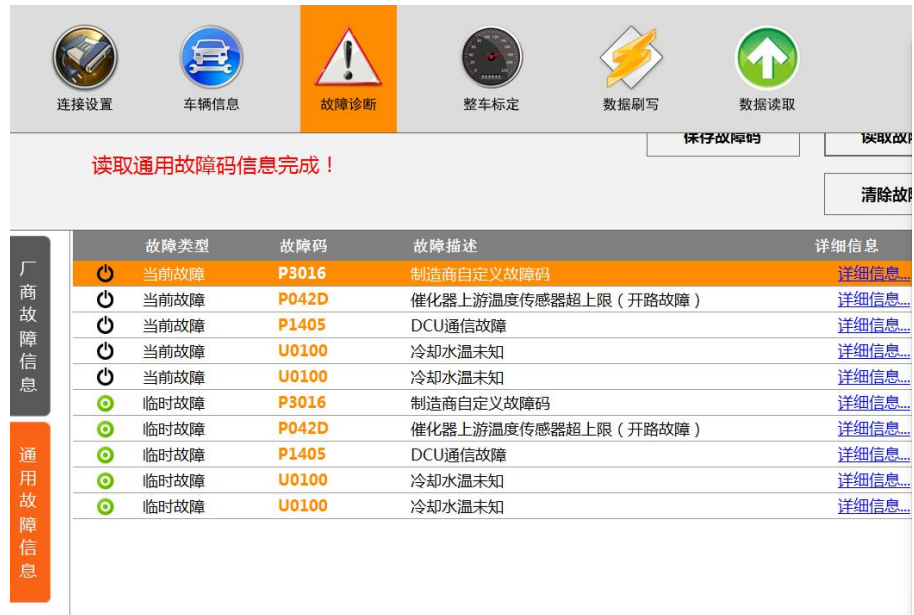 连接设置 车辆信息 故障诊断 整车标定 数据刷写 数据读取
保存故障码 读取故
读取通用故障码信息完成！
清除故
厂商故障信息
通用故障信息
故障类型 故障码 故障描述 详细信息
当前故障 P3016 制造商自定义故障码 详细信息...
当前故障 P042D 催化器上游温度传感器超上限（开路故障） 详细信息...
当前故障 P1405 DCU通信故障 详细信息...
当前故障 U0100 冷却水温未知 详细信息...
当前故障 U0100 冷却水温未知 详细信息...
临时故障 P3016 制造商自定义故障码 详细信息...
临时故障 P042D 催化器上游温度传感器超上限（开路故障） 详细信息...
临时故障 P1405 DCU通信故障 详细信息...
临时故障 U0100 冷却水温未知 详细信息...
临时故障 U0100 冷却水温未知 详细信息...